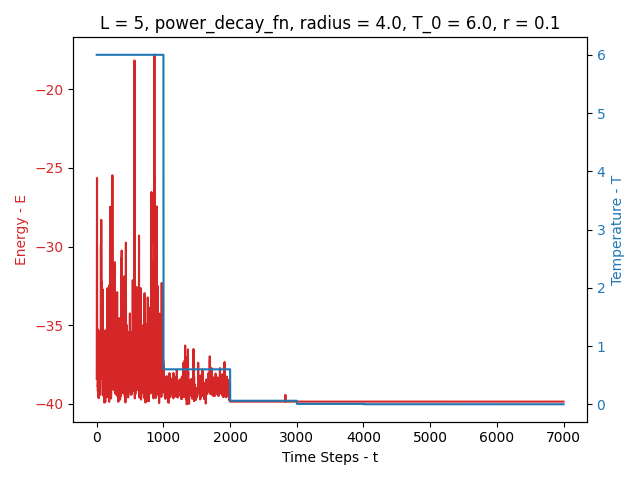 L = 5, power_decay_fn, radius = 4.0, T_0 = 6.0, r = 0.1
Energy - E
−20
−25
−30
−35
−40
6
5
4
3
2
1
0
Temperature - T
0 1000 2000 3000 4000 5000 6000 7000
Time Steps - t